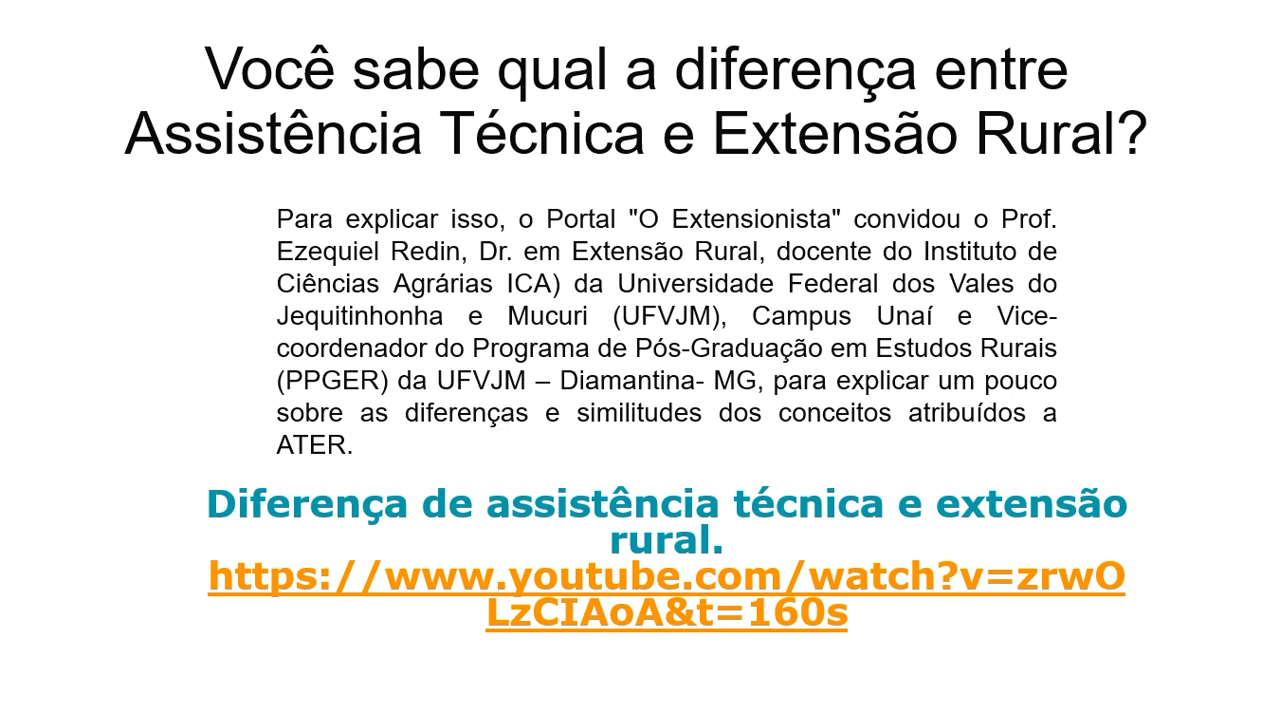 Você sabe qual a diferença entre
Assistência Técnica e Extensão Rural?
Para explicar isso, o Portal "O Extensionista" convidou o Prof.
Ezequiel Redin, Dr. em Extensão Rural, docente do Instituto de
Ciências Agrárias ICA) da Universidade Federal dos Vales do
Jequitinhonha e Mucuri (UFVJM), Campus Unaí e Vice-
coordenador do Programa de Pós-Graduação em Estudos Rurais
(PPGER) da UFVJM – Diamantina- MG, para explicar um pouco
sobre as diferenças e similitudes dos conceitos atribuídos a
ATER.
Diferença de assistência técnica e extensão
rural.
https://www.youtube.com/watch?v=zrwO
LzCIAoA&t=160s